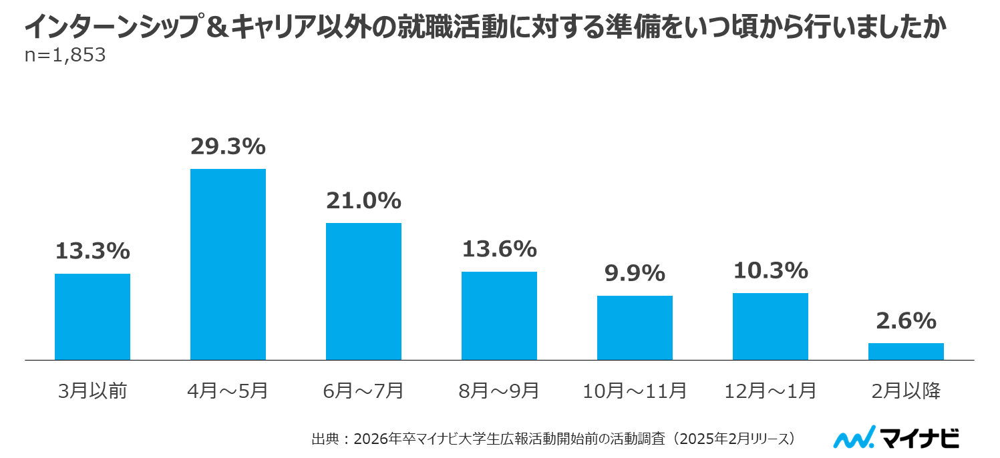 インターンシップ＆キャリア以外の就職活動に対する準備をいつ頃から行いましたか
n=1,853
29.3%
21.0%
13.3%
13.6%
9.9%
10.3%
2.6%
3月以前 4月～5月 6月～7月 8月～9月 10月～11月 12月～1月 2月以降
出典：2026年卒マイナビ大学生広報活動開始前の活動調査（2025年2月リリース）
マイナビ